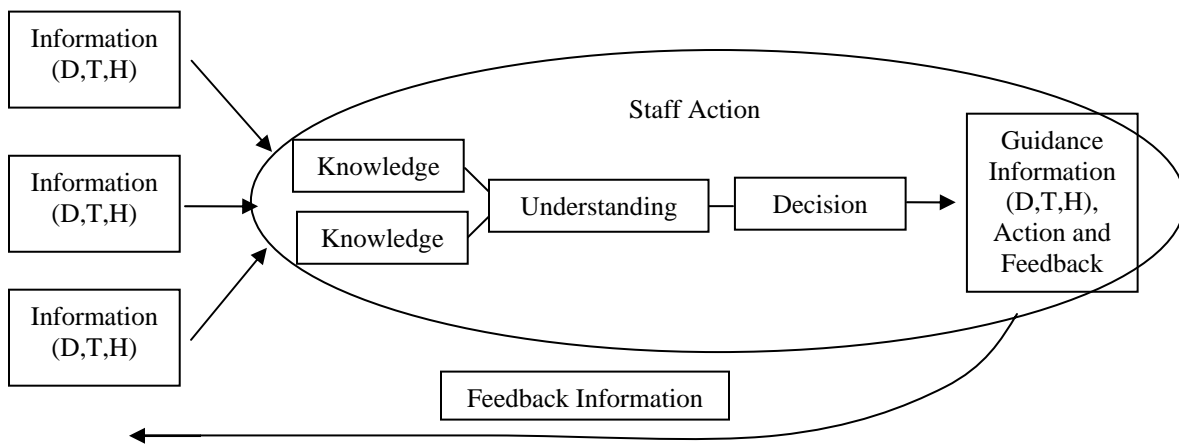 Information
(D,T,H)
Information
(D,T,H)
Information
(D,T,H)
Staff Action
Knowledge
Knowledge
Understanding
Decision
Guidance
Information
(D,T,H),
Action and
Feedback
Feedback Information